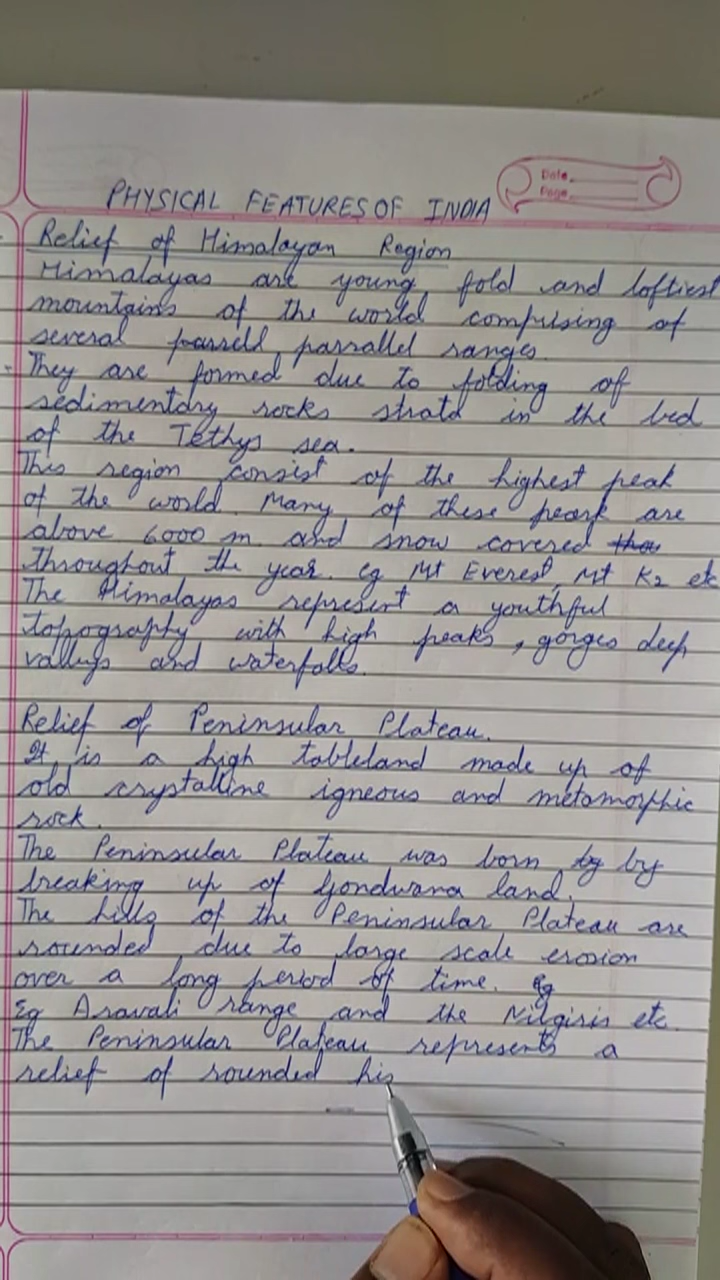 Date.
Page.
PHYSICAL FEATURES OF INDIA
Relief of Himalayan Region
Himalayas are young, fold and loftiest
mountains of the world comprising of
several parrallel ranges.
They are formed due to folding of
sedimentary rocks strata in the bed
of the Tethys sea.
This region consist of the highest peak
of the world. Many of these peark are
above 6000 m and snow covered
throughout the year. eg Mt Everest, Mt K2 etc
The Himalayas represent a youthful
topography with high peaks, gorges deep
valleys and waterfalls.
Relief of Peninsular Plateau.
It is a high tableland made up of
old crystalline igneous and metamorphic
rock.
The Peninsular Plateau was born by by
breaking up of Gondwana land.
The hills of the Peninsular Plateau are
rounded due to large scale erosion
over a long period of time. Eg
Eg Aravali range and the Nilgiris etc.
The Peninsular Plateau represents a
relief of rounded his